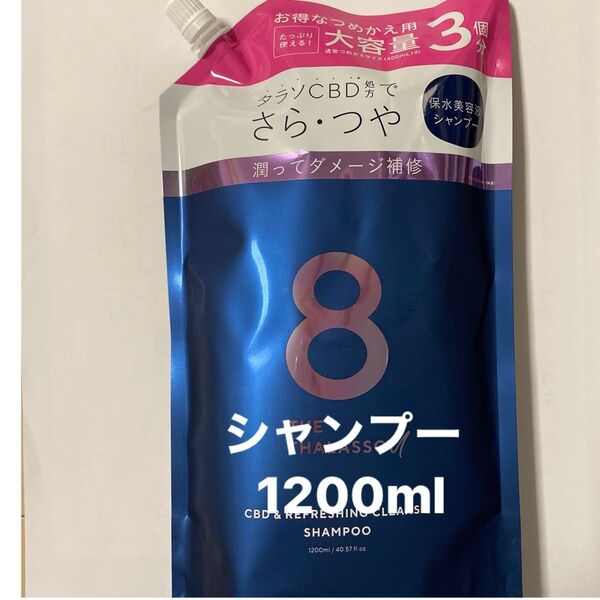 お得なつめかえ用
たっぷり
使える!
大容量
3個分
通常つめかえサイズ(400mL)の
タラソCBD処方で
さら・つや
保水美容液
シャンプー
潤ってダメージ補修
8
THE
THALASSO
シャンプー
1200ml
CBD & REFRESHING CLEANSE
SHAMPOO
1200ml / 40.57 fl.oz.